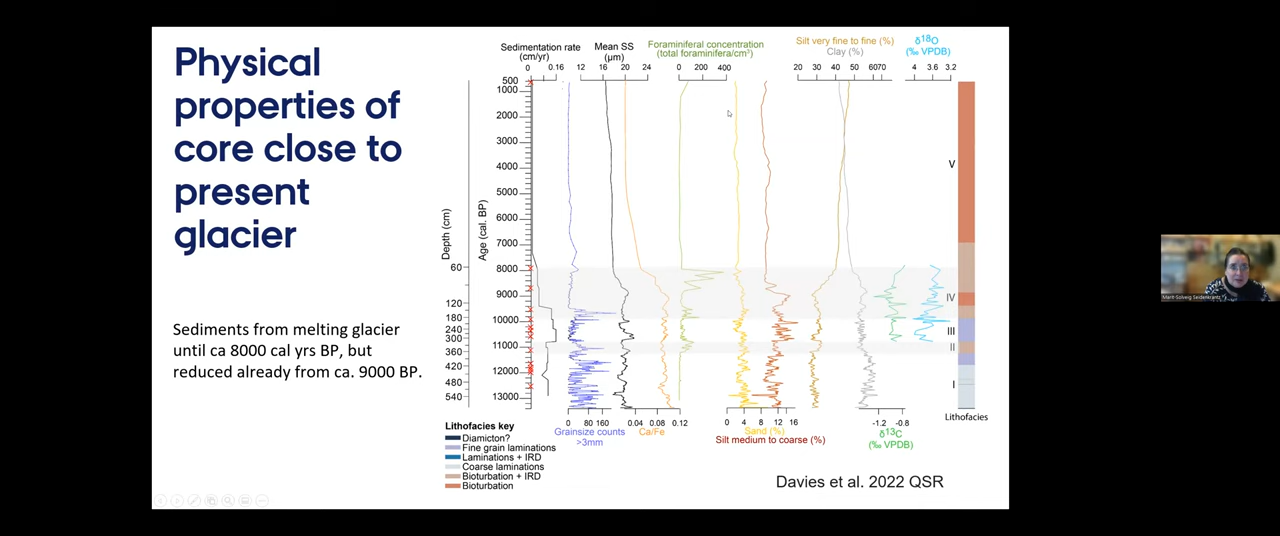 Physical
properties of
core close to
present
glacier
Sediments from melting glacier
until ca 8000 cal yrs BP, but
reduced already from ca. 9000 BP.
Sedimentation rate
(cm/yr)
0 0.16
Mean SS
(µm)
12 16 20 24
Foraminiferal concentration
(total foraminifera/cm³)
0 200 400
Silt very fine to fine (%)
Clay (%)
20 30 40 50 6070
δ18O
(‰ VPDB)
4 3.6 3.2
Depth (cm)
60
120
180
240
300
360
420
480
540
Age (cal. BP)
500
1000
2000
3000
4000
5000
6000
7000
8000
9000
10000
11000
12000
13000
V
IV
III
II
I
Lithofacies
0 80 160
Grainsize counts
>3mm
0.04 0.08 0.12
Ca/Fe
0 4 8 12 16
Sand (%)
Silt medium to coarse (%)
-1.2 -0.8
δ13C
(‰ VPDB)
Lithofacies key
Diamicton?
Fine grain laminations
Laminations + IRD
Coarse laminations
Bioturbation + IRD
Bioturbation
Davies et al. 2022 QSR
Marit-Solveig Seidenkrantz